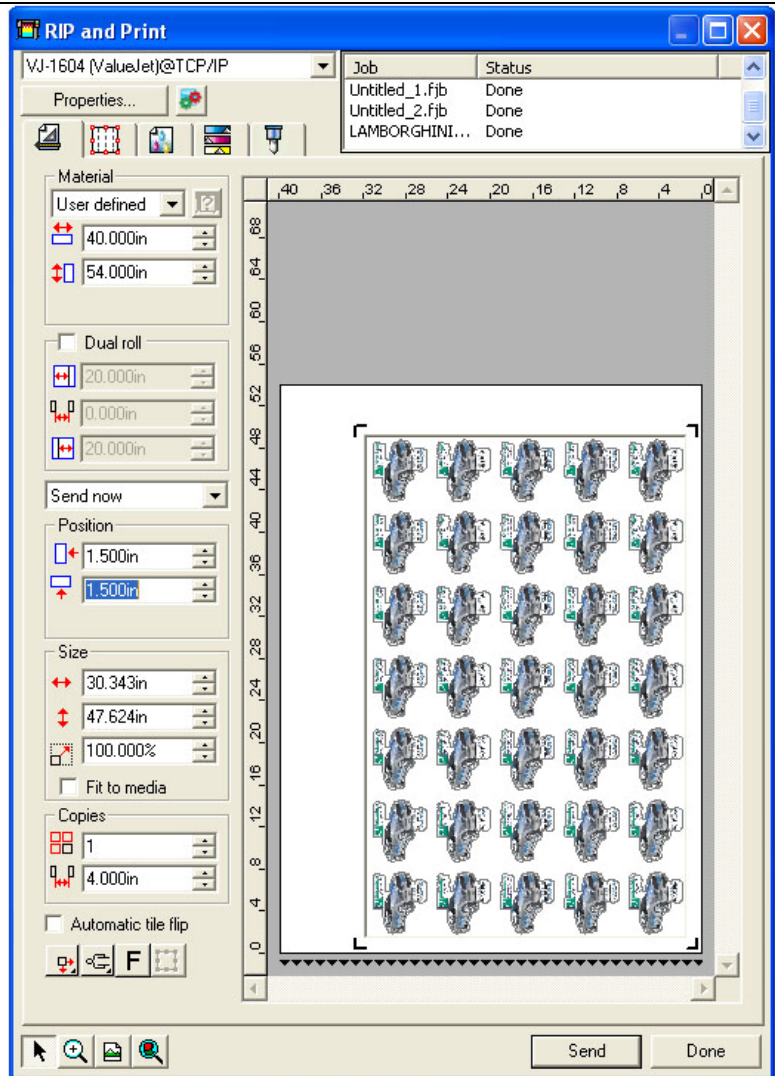 RIP and Print
VJ-1604 (ValueJet)@TCP/IP
Properties...
Job Status
Untitled_1.fjb Done
Untitled_2.fjb Done
LAMBORGHINI... Done
Material
User defined
40.000in
54.000in
Dual roll
20.000in
0.000in
20.000in
Send now
Position
1.500in
1.500in
Size
30.343in
47.624in
100.000%
Fit to media
Copies
1
4.000in
Automatic tile flip
F
40 36 32 28 24 20 16 12 8 4 0
68
64
60
56
52
48
44
40
36
32
28
24
20
16
12
8
4
0
Send Done